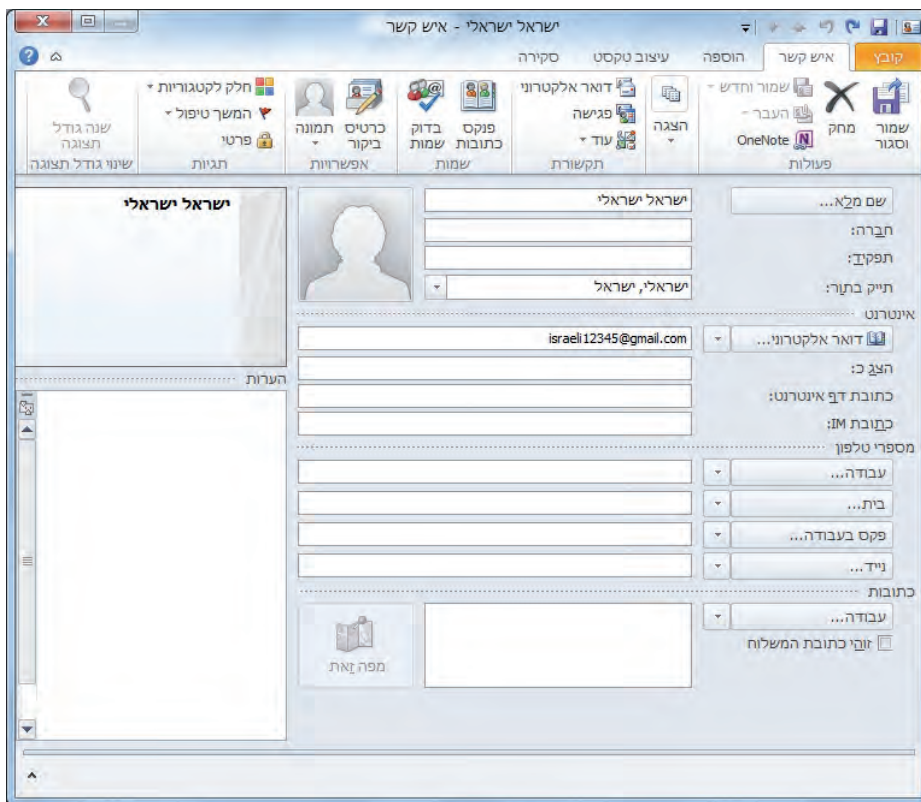 ישראל ישראלי - איש קשר
קובץ איש קשר הוספה עיצוב טקסט סקירה
שמור וסגור
מחק
שמור וחדש
העבר
OneNote
פעולות
הצגה
דואר אלקטרוני
פגישה
עוד
תקשורת
פנקס כתובות
בדוק שמות
שמות
כרטיס ביקור
תמונה
אפשרויות
חלק לקטגוריות
המשך טיפול
פרטי
תגיות
שנה גודל תצוגה
שינוי גודל תצוגה
שם מלא... ישראל ישראלי
חברה:
תפקיד:
תייק בתור: ישראלי, ישראל
אינטרנט
דואר אלקטרוני... israeli12345@gmail.com
הצג כ:
כתובת דף אינטרנט:
כתובת IM:
מספרי טלפון
עבודה...
בית...
פקס בעבודה...
נייד...
כתובות
עבודה...
זוהי כתובת המשלוח
מפה זאת
ישראל ישראלי
הערות